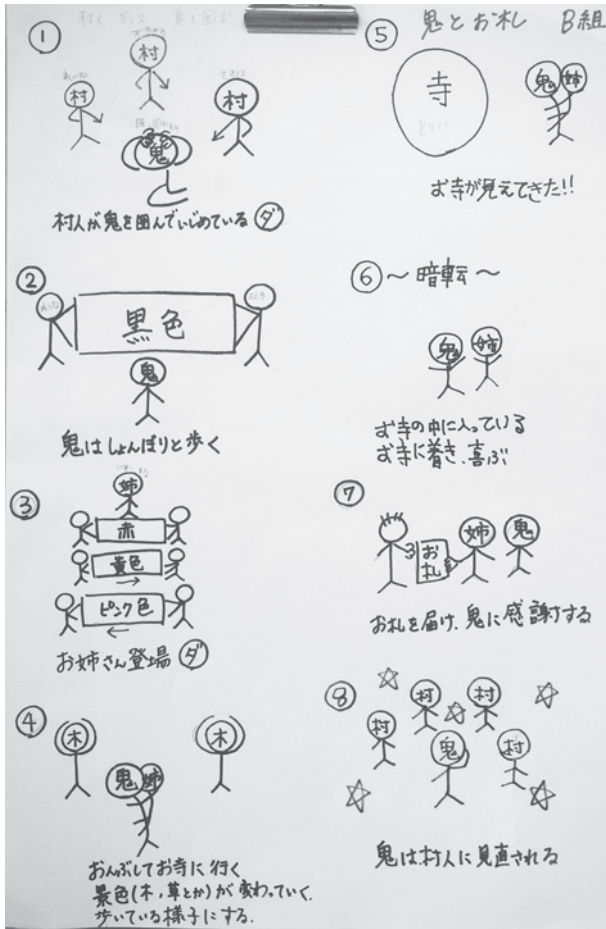 鬼とお札 B組
①
村
村
村
鬼
村人が鬼を囲んでいじめている ダ
②
黒色
鬼
鬼はしょんぼりと歩く
③
姉
赤
黄色
ピンク色
お姉さん登場 ダ
④
木
木
鬼 姉
おんぶしてお寺に行く
景色(木,草とか)が変わっていく.
歩いている様子にする.
⑤
寺
鬼 姉
お寺が見えてきた!!
⑥ ~暗転~
鬼 姉
お寺の中に入っている
お寺に着き、喜ぶ
⑦
お札
姉
鬼
お札を届け、鬼に感謝する
⑧
村
村
村
鬼
村
鬼は村人に見直される